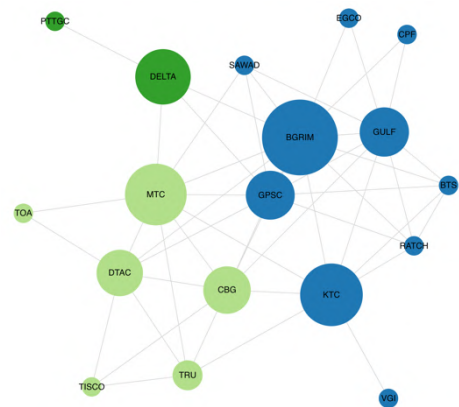 PTTGC
EGCO
CPF
SAWAD
DELTA
BGRIM
GULF
MTC
GPSC
BTS
TOA
RATCH
DTAC
CBG
KTC
TRU
TISCO
VGI